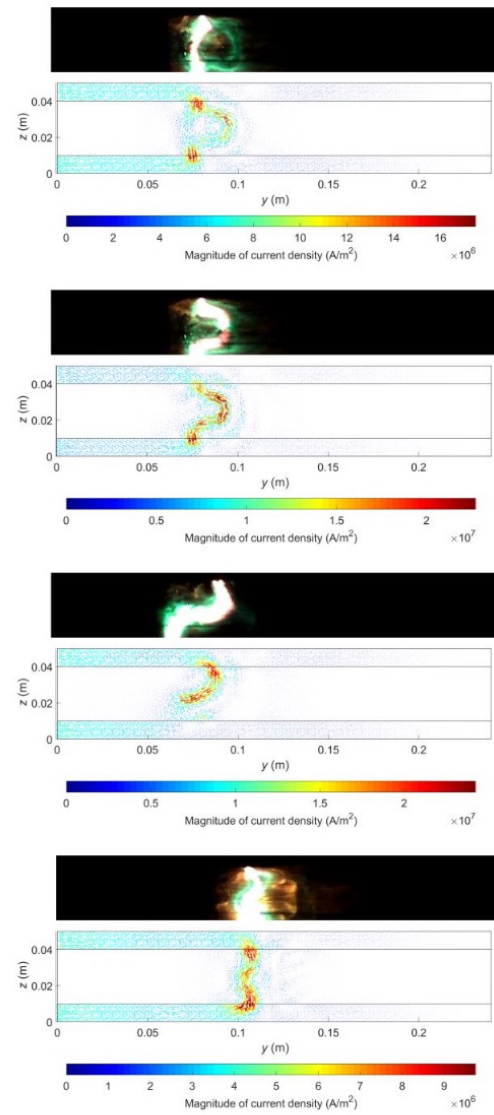 0.04
z (m)
0.02
0
0 0.05 0.1 0.15 0.2
y (m)
0 2 4 6 8 10 12 14 16
Magnitude of current density (A/m²) ×10⁶
0.04
z (m)
0.02
0
0 0.05 0.1 0.15 0.2
y (m)
0 0.5 1 1.5 2
Magnitude of current density (A/m²) ×10⁷
0.04
z (m)
0.02
0
0 0.05 0.1 0.15 0.2
y (m)
0 0.5 1 1.5 2
Magnitude of current density (A/m²) ×10⁷
0.04
z (m)
0.02
0
0 0.05 0.1 0.15 0.2
y (m)
0 1 2 3 4 5 6 7 8 9
Magnitude of current density (A/m²) ×10⁶